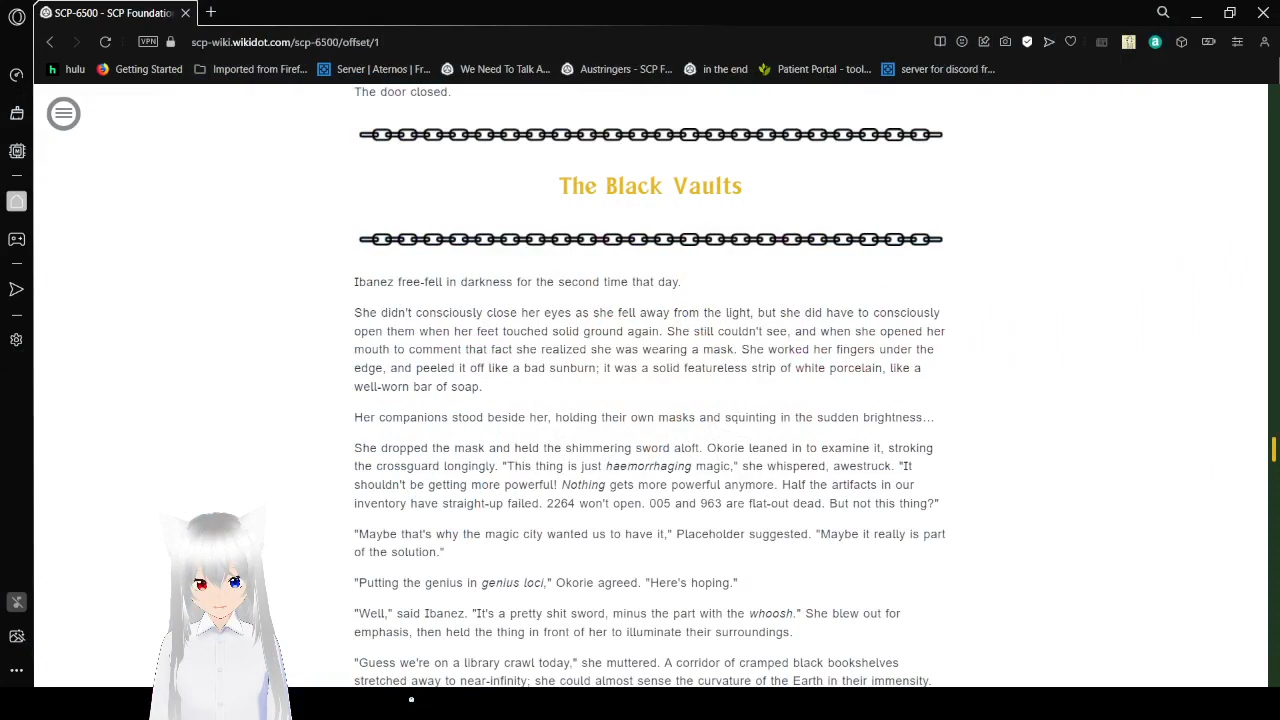 SCP-6500 - SCP Foundatio
scp-wiki.wikidot.com/scp-6500/offset/1
VPN
hulu
Getting Started
Imported from Firef...
Server | Aternos | Fr...
We Need To Talk A...
Austringers - SCP F...
in the end
Patient Portal - tool...
server for discord fr...
The door closed.
The Black Vaults
Ibanez free-fell in darkness for the second time that day.
She didn't consciously close her eyes as she fell away from the light, but she did have to consciously
open them when her feet touched solid ground again. She still couldn't see, and when she opened her
mouth to comment that fact she realized she was wearing a mask. She worked her fingers under the
edge, and peeled it off like a bad sunburn; it was a solid featureless strip of white porcelain, like a
well-worn bar of soap.
Her companions stood beside her, holding their own masks and squinting in the sudden brightness…
She dropped the mask and held the shimmering sword aloft. Okorie leaned in to examine it, stroking
the crossguard longingly. "This thing is just haemorrhaging magic," she whispered, awestruck. "It
shouldn't be getting more powerful! Nothing gets more powerful anymore. Half the artifacts in our
inventory have straight-up failed. 2264 won't open. 005 and 963 are flat-out dead. But not this thing?"
"Maybe that's why the magic city wanted us to have it," Placeholder suggested. "Maybe it really is part
of the solution."
"Putting the genius in genius loci," Okorie agreed. "Here's hoping."
"Well," said Ibanez. "It's a pretty shit sword, minus the part with the whoosh." She blew out for
emphasis, then held the thing in front of her to illuminate their surroundings.
"Guess we're on a library crawl today," she muttered. A corridor of cramped black bookshelves
stretched away to near-infinity; she could almost sense the curvature of the Earth in their immensity.